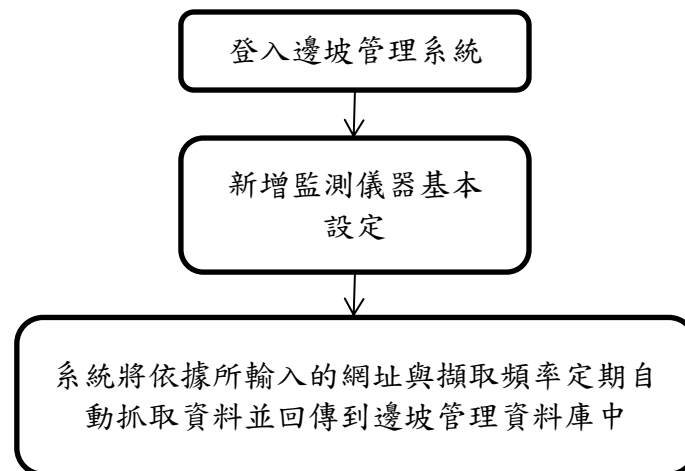 登入邊坡管理系統
新增監測儀器基本
設定
系統將依據所輸入的網址與擷取頻率定期自
動抓取資料並回傳到邊坡管理資料庫中